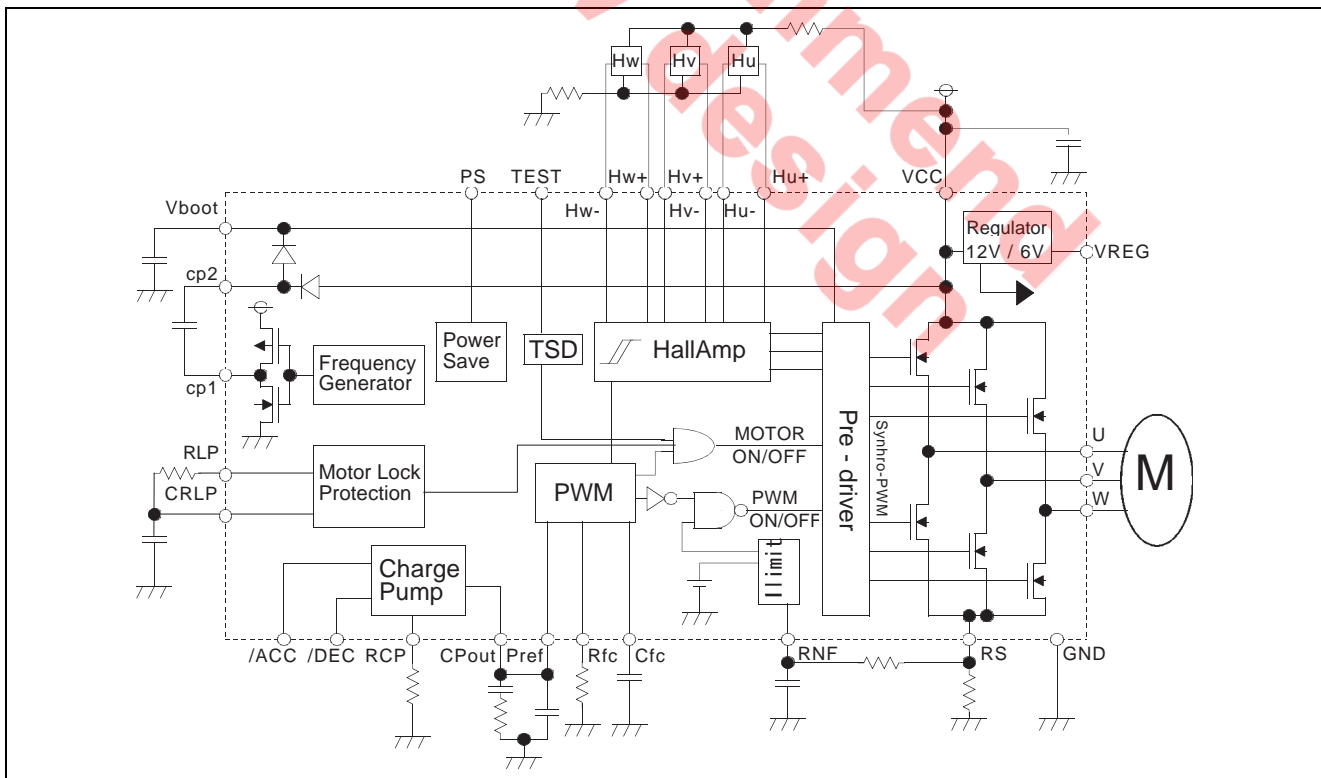 nmend
design
Hw Hv Hu
PS TEST Hw+ Hv+ Hu+ VCC
Hw- Hv- Hu-
Vboot
Regulator
12V / 6V
VREG
cp2
Power
Save
TSD
HallAmp
Frequency
Generator
cp1
Pre - driver
Synhro-PWM
MOTOR
ON/OFF
U
V
W
M
RLP
CRLP
Motor Lock
Protection
PWM
PWM
ON/OFF
Ilimit
Charge
Pump
/ACC /DEC RCP CPout Pref Rfc Cfc RNF RS GND